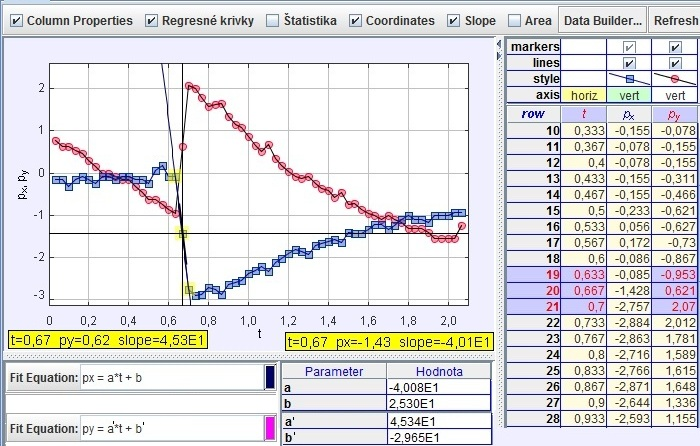 Column Properties Regresné krivky Štatistika Coordinates Slope Area Data Builder... Refresh
markers
lines
style
axis horiz vert vert
row t px py
10 0,333 -0,155 -0,078
11 0,367 -0,078 -0,155
12 0,4 -0,078 -0,155
13 0,433 -0,155 -0,311
14 0,467 -0,155 -0,466
15 0,5 -0,233 -0,621
16 0,533 0,056 -0,627
17 0,567 0,172 -0,73
18 0,6 -0,086 -0,867
19 0,633 -0,085 -0,953
20 0,667 -1,428 0,621
21 0,7 -2,757 2,07
22 0,733 -2,884 2,012
23 0,767 -2,863 1,781
24 0,8 -2,716 1,589
25 0,833 -2,766 1,615
26 0,867 -2,871 1,648
27 0,9 -2,644 1,336
28 0,933 -2,593 1,155
px, py
2
1
0
-1
-2
-3
0 0,2 0,4 0,6 0,8 1,0 1,2 1,4 1,6 1,8 2,0
t
t=0,67 py=0,62 slope=4,53E1
t=0,67 px=-1,43 slope=-4,01E1
Fit Equation: px = a*t + b
Fit Equation: py = a't + b'
Parameter Hodnota
a -4,008E1
b 2,530E1
a' 4,534E1
b' -2,965E1